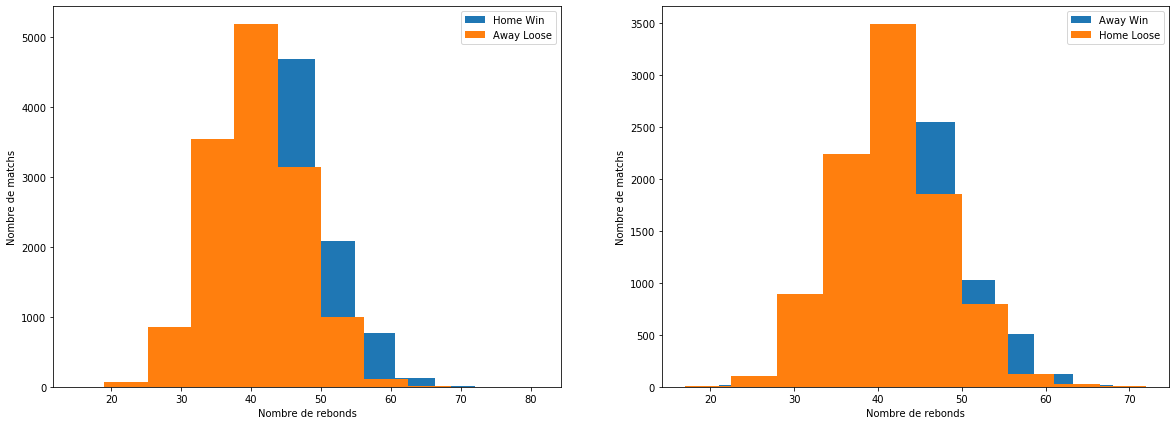 Home Win
Away Loose
5000
4000
3000
2000
1000
0
Nombre de matchs
20 30 40 50 60 70 80
Nombre de rebonds
Away Win
Home Loose
3500
3000
2500
2000
1500
1000
500
0
Nombre de matchs
20 30 40 50 60 70
Nombre de rebonds